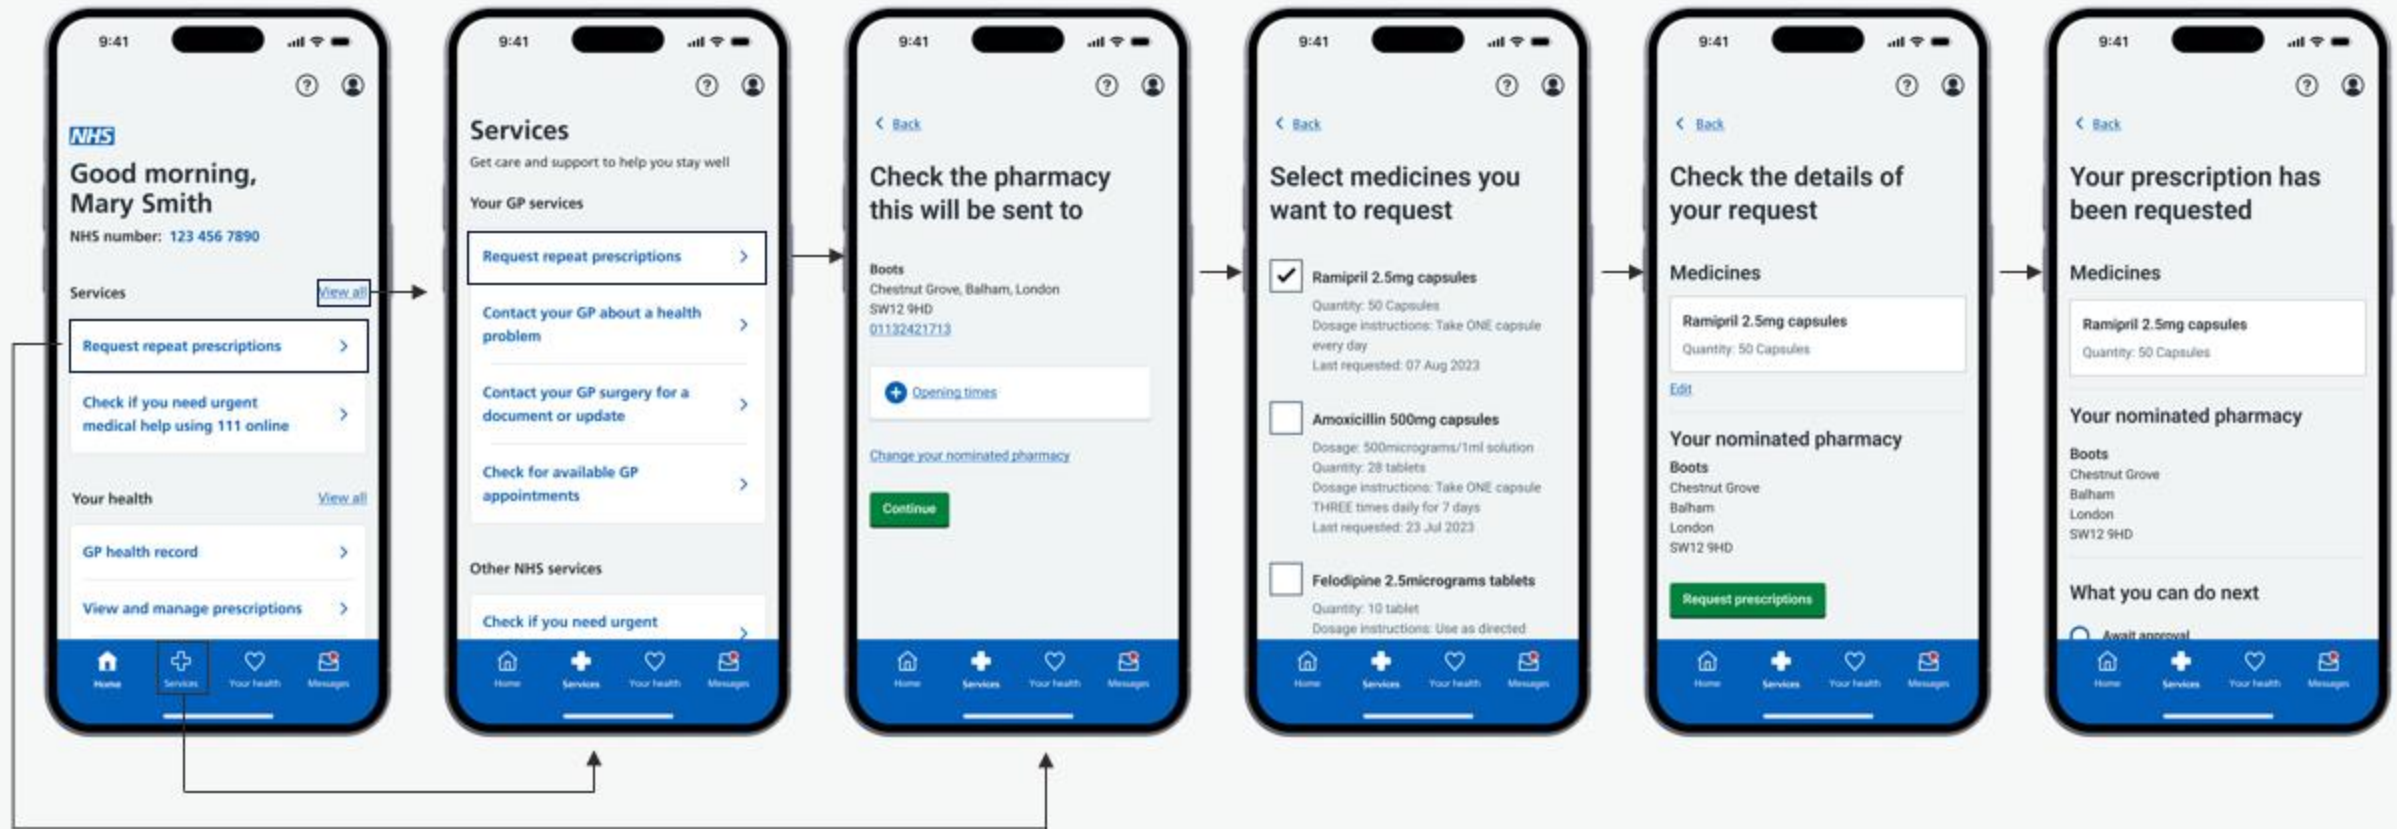 9:41
NHS
Good morning,
Mary Smith
NHS number: 123 456 7890
Services
View all
Request repeat prescriptions
Check if you need urgent
medical help using 111 online
Your health
View all
GP health record
View and manage prescriptions
Home
Services
Your health
Messages
9:41
Services
Get care and support to help you stay well
Your GP services
Request repeat prescriptions
Contact your GP about a health
problem
Contact your GP surgery for a
document or update
Check for available GP
appointments
Other NHS services
Check if you need urgent
Home
Services
Your health
Messages
9:41
Back
Check the pharmacy
this will be sent to
Boots
Chestnut Grove, Balham, London
SW12 9HD
01132421713
Opening times
Change your nominated pharmacy
Continue
Home
Services
Your health
Messages
9:41
Back
Select medicines you
want to request
Ramipril 2.5mg capsules
Quantity: 50 Capsules
Dosage instructions: Take ONE capsule
every day
Last requested: 07 Aug 2023
Amoxicillin 500mg capsules
Dosage: 500micrograms/1ml solution
Quantity: 28 tablets
Dosage instructions: Take ONE capsule
THREE times daily for 7 days
Last requested: 23 Jul 2023
Felodipine 2.5micrograms tablets
Quantity: 10 tablet
Dosage instructions: Use as directed
Home
Services
Your health
Messages
9:41
Back
Check the details of
your request
Medicines
Ramipril 2.5mg capsules
Quantity: 50 Capsules
Edit
Your nominated pharmacy
Boots
Chestnut Grove
Balham
London
SW12 9HD
Request prescriptions
Home
Services
Your health
Messages
9:41
Back
Your prescription has
been requested
Medicines
Ramipril 2.5mg capsules
Quantity: 50 Capsules
Your nominated pharmacy
Boots
Chestnut Grove
Balham
London
SW12 9HD
What you can do next
Await approval
Home
Services
Your health
Messages